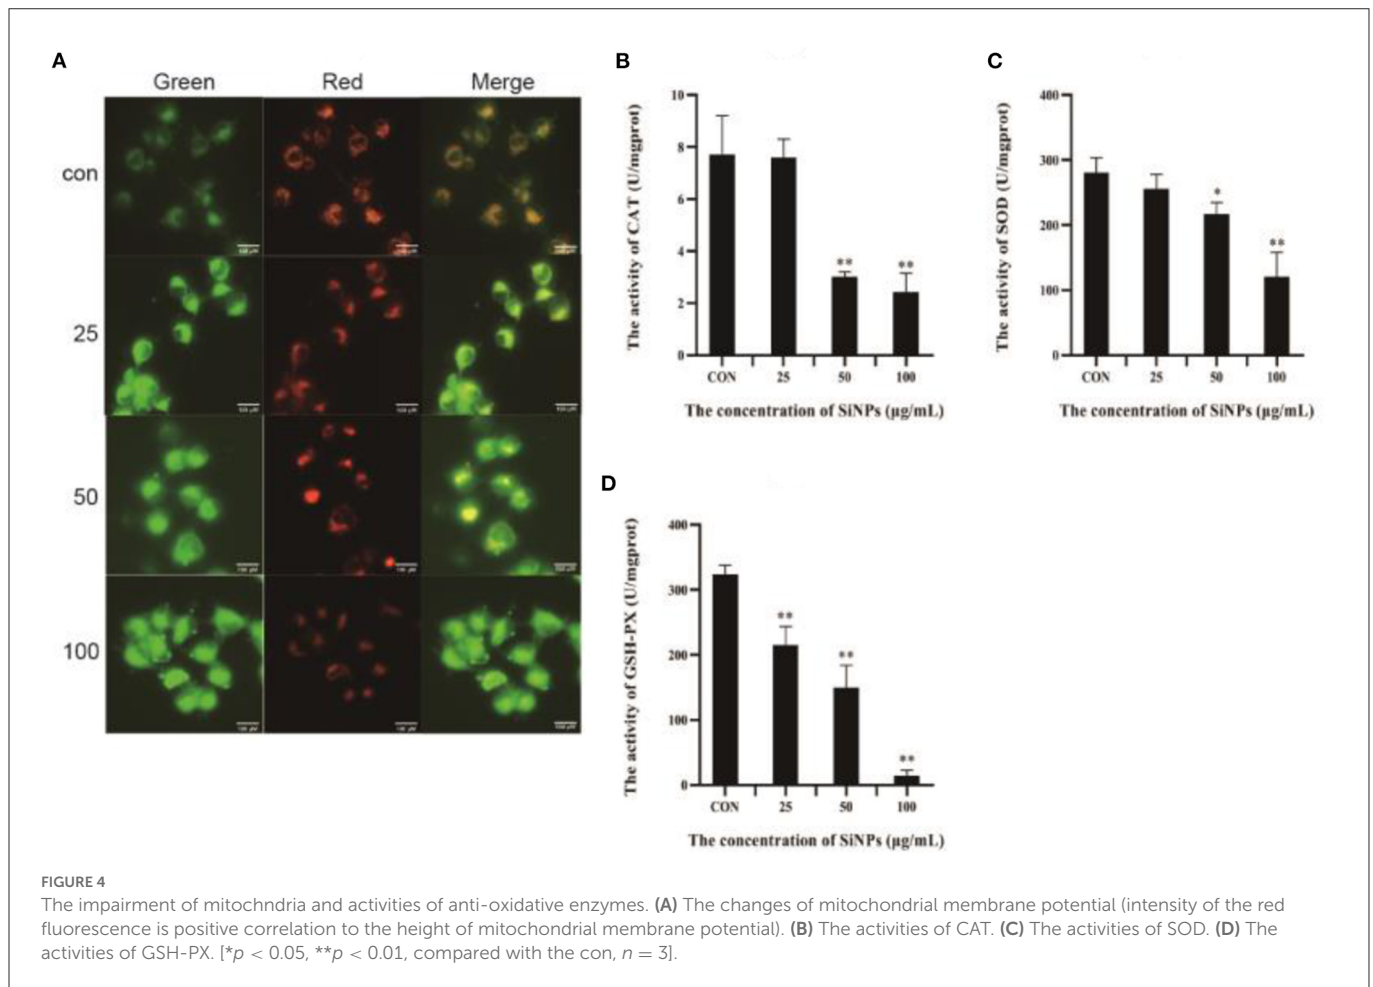 A
Green Red Merge
con
25
50
100
B
The activity of CAT (U/mgprot)
10
8
6
4
2
0
**
**
CON 25 50 100
The concentration of SiNPs (μg/mL)
C
The activity of SOD (U/mgprot)
400
300
200
100
0
*
**
CON 25 50 100
The concentration of SiNPs (μg/mL)
D
The activity of GSH-PX (U/mgprot)
400
300
200
100
0
**
**
**
CON 25 50 100
The concentration of SiNPs (μg/mL)
FIGURE 4
The impairment of mitochndria and activities of anti-oxidative enzymes. (A) The changes of mitochondrial membrane potential (intensity of the red
fluorescence is positive correlation to the height of mitochondrial membrane potential). (B) The activities of CAT. (C) The activities of SOD. (D) The
activities of GSH-PX. [*p < 0.05, **p < 0.01, compared with the con, n = 3].